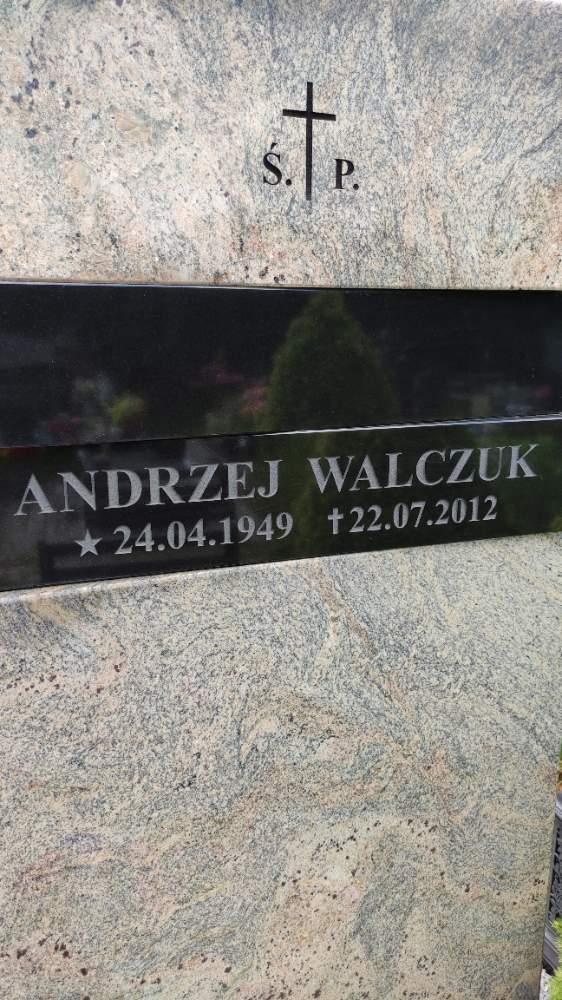 Ś. P.
ANDRZEJ WALCZUK
★ 24.04.1949 ✝ 22.07.2012